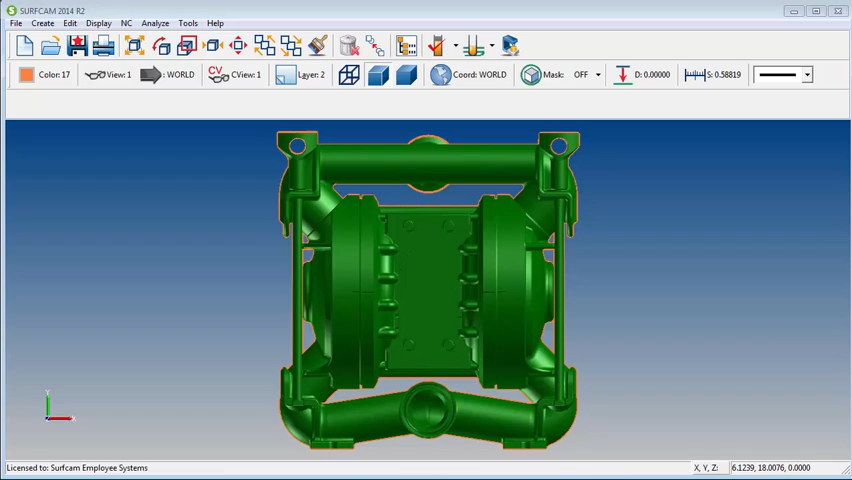 SURFCAM 2014 R2
File Create Edit Display NC Analyze Tools Help
Color: 17 View: 1 : WORLD CV CView: 1 Layer: 2 Coord: WORLD Mask: OFF D: 0.00000 S: 0.58819
Y
X
Licensed to: Surfcam Employee Systems X, Y, Z: 6.1239, 18.0076, 0.0000